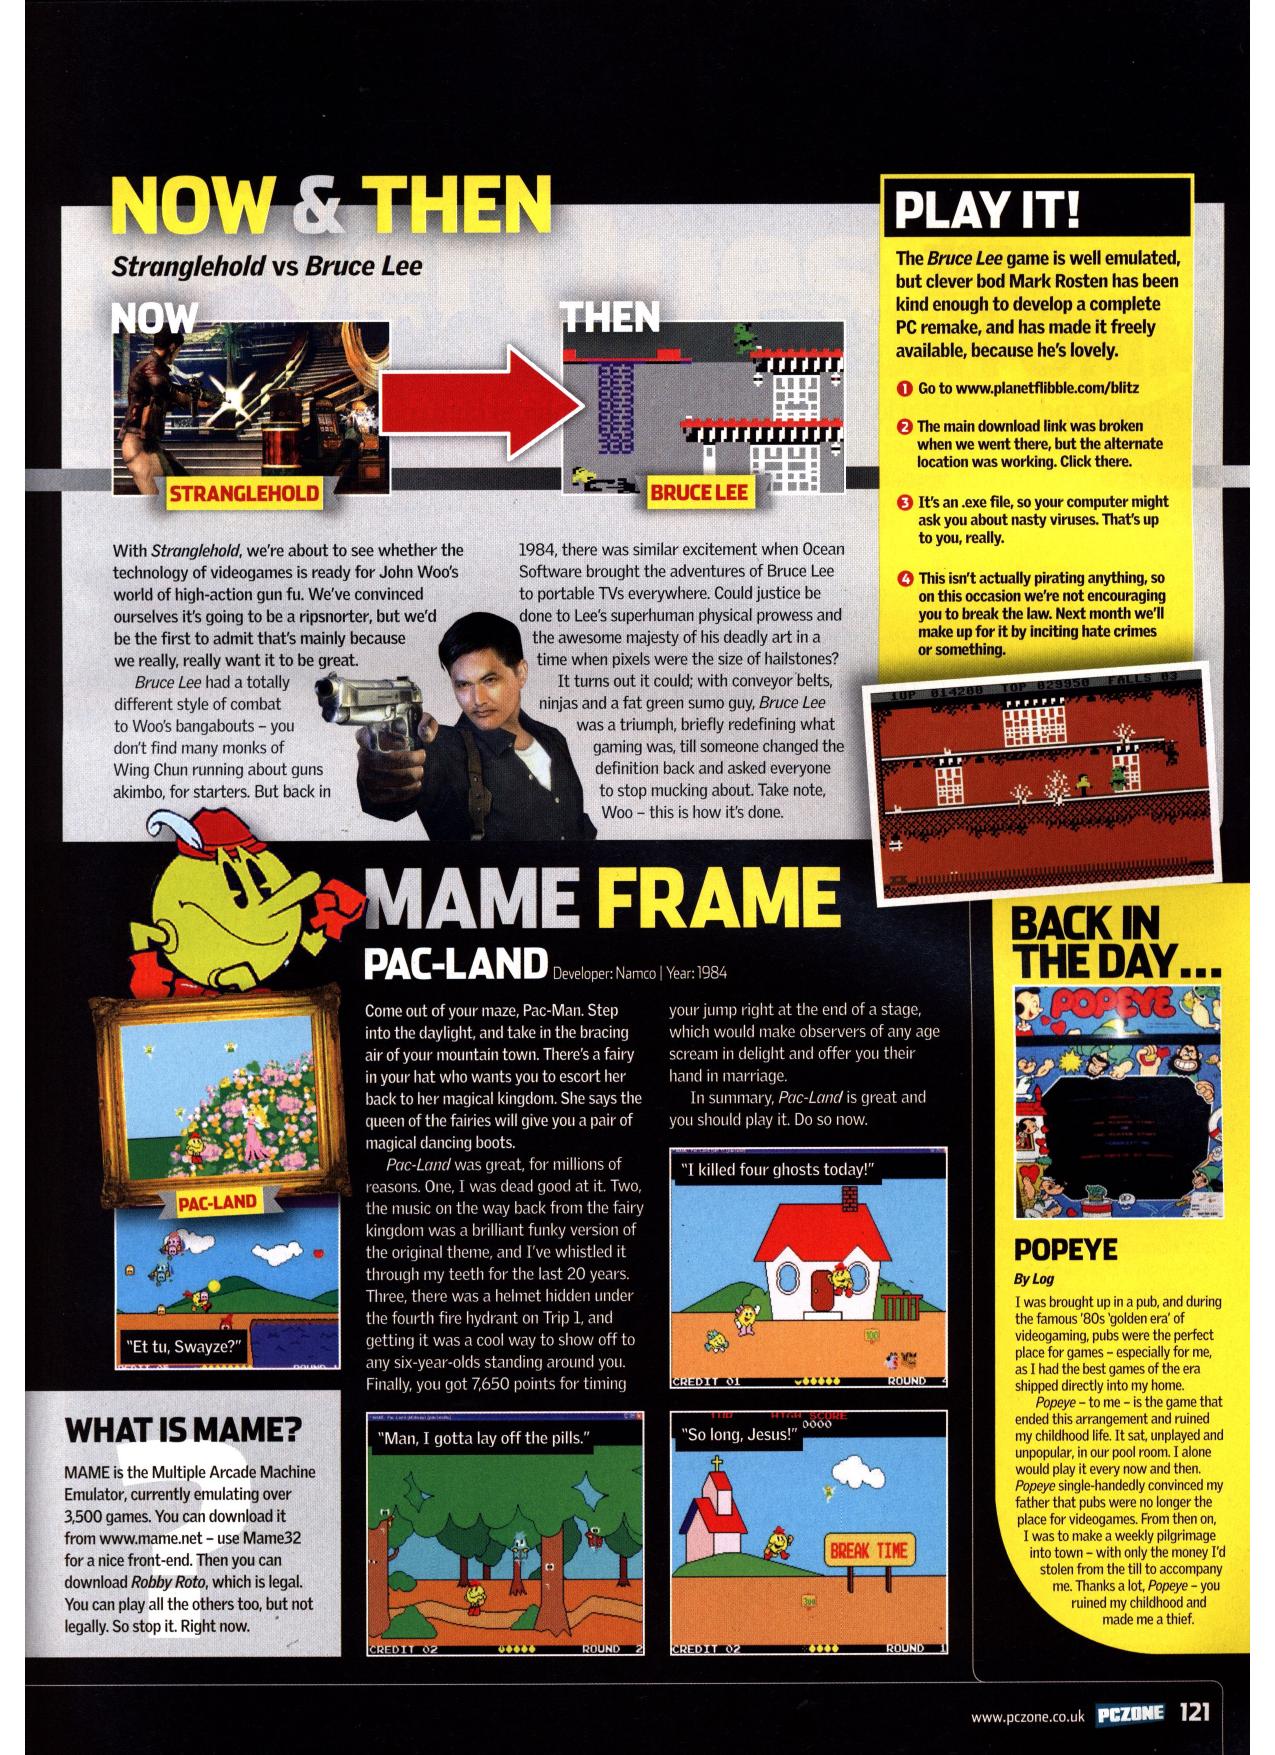 NOW & THEN
Stranglehold vs Bruce Lee
NOW
STRANGLEHOLD
THEN
BRUCE LEE
With Stranglehold, we're about to see whether the
technology of videogames is ready for John Woo's
world of high-action gun fu. We've convinced
ourselves it's going to be a ripsnorter, but we'd
be the first to admit that's mainly because
we really, really want it to be great.
Bruce Lee had a totally
different style of combat
to Woo's bangabouts – you
don't find many monks of
Wing Chun running about guns
akimbo, for starters. But back in
1984, there was similar excitement when Ocean
Software brought the adventures of Bruce Lee
to portable TVs everywhere. Could justice be
done to Lee's superhuman physical prowess and
the awesome majesty of his deadly art in a
time when pixels were the size of hailstones?
It turns out it could; with conveyor belts,
ninjas and a fat green sumo guy, Bruce Lee
was a triumph, briefly redefining what
gaming was, till someone changed the
definition back and asked everyone
to stop mucking about. Take note,
Woo – this is how it's done.
PLAY IT!
The Bruce Lee game is well emulated,
but clever bod Mark Rosten has been
kind enough to develop a complete
PC remake, and has made it freely
available, because he's lovely.
1 Go to www.planetflibble.com/blitz
2 The main download link was broken
when we went there, but the alternate
location was working. Click there.
3 It's an .exe file, so your computer might
ask you about nasty viruses. That's up
to you, really.
4 This isn't actually pirating anything, so
on this occasion we're not encouraging
you to break the law. Next month we'll
make up for it by inciting hate crimes
or something.
1UP 014200 TOP 029950 FALLS 03
MAME FRAME
PAC-LAND Developer: Namco | Year: 1984
Come out of your maze, Pac-Man. Step
into the daylight, and take in the bracing
air of your mountain town. There's a fairy
in your hat who wants you to escort her
back to her magical kingdom. She says the
queen of the fairies will give you a pair of
magical dancing boots.
Pac-Land was great, for millions of
reasons. One, I was dead good at it. Two,
the music on the way back from the fairy
kingdom was a brilliant funky version of
the original theme, and I've whistled it
through my teeth for the last 20 years.
Three, there was a helmet hidden under
the fourth fire hydrant on Trip 1, and
getting it was a cool way to show off to
any six-year-olds standing around you.
Finally, you got 7,650 points for timing
your jump right at the end of a stage,
which would make observers of any age
scream in delight and offer you their
hand in marriage.
In summary, Pac-Land is great and
you should play it. Do so now.
PAC-LAND
"Et tu, Swayze?"
ROUND 1
"I killed four ghosts today!"
CREDIT 01 ROUND 4
"Man, I gotta lay off the pills."
CREDIT 02 ROUND 2
HIGH SCORE
0000
"So long, Jesus!"
BREAK TIME
CREDIT 02 ROUND 1
WHAT IS MAME?
MAME is the Multiple Arcade Machine
Emulator, currently emulating over
3,500 games. You can download it
from www.mame.net – use Mame32
for a nice front-end. Then you can
download Robby Roto, which is legal.
You can play all the others too, but not
legally. So stop it. Right now.
BACK IN
THE DAY...
POPEYE
POPEYE
By Log
I was brought up in a pub, and during
the famous '80s 'golden era' of
videogaming, pubs were the perfect
place for games – especially for me,
as I had the best games of the era
shipped directly into my home.
Popeye – to me – is the game that
ended this arrangement and ruined
my childhood life. It sat, unplayed and
unpopular, in our pool room. I alone
would play it every now and then.
Popeye single-handedly convinced my
father that pubs were no longer the
place for videogames. From then on,
I was to make a weekly pilgrimage
into town – with only the money I'd
stolen from the till to accompany
me. Thanks a lot, Popeye – you
ruined my childhood and
made me a thief.
www.pczone.co.uk PCZONE 121